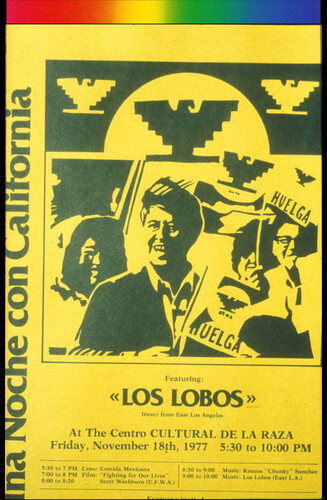 na Noche con California
HUELGA
HUELGA
Featuring:
«LOS LOBOS»
Direct from East Los Angeles
At The Centro CULTURAL DE LA RAZA
Friday, November 18th, 1977 5:30 to 10:00 PM
5:30 to 7 PM Cena: Comida Mexicana
7:00 to 8 PM Film: "Fighting for Our Lives"
8:00 to 8:20 Scott Washburn (U.F.W.A.)
8:30 to 9:00 Music: Ramon "Chunky" Sanchez
9:00 to 10:00 Music: Los Lobos (East L.A.)